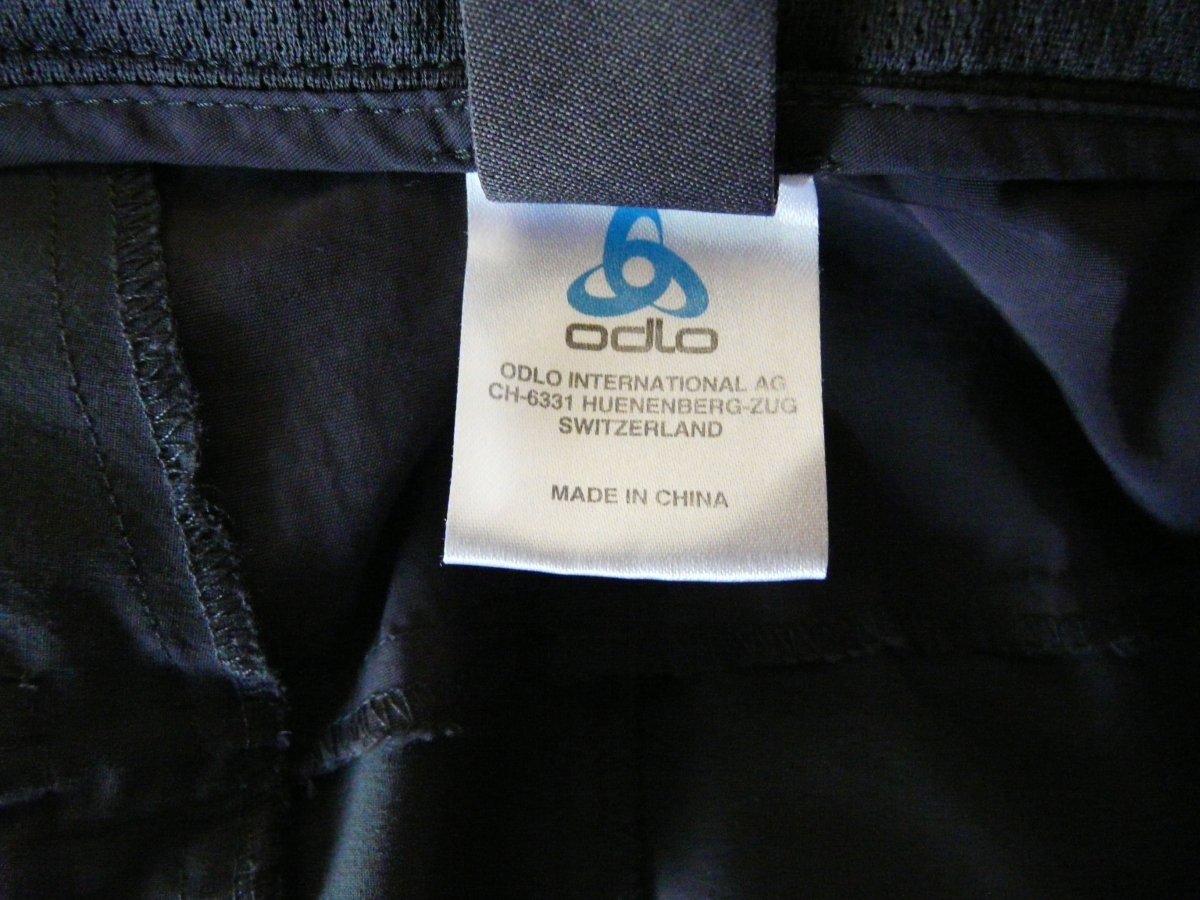 odlo
ODLO INTERNATIONAL AG
CH-6331 HUENENBERG-ZUG
SWITZERLAND
MADE IN CHINA